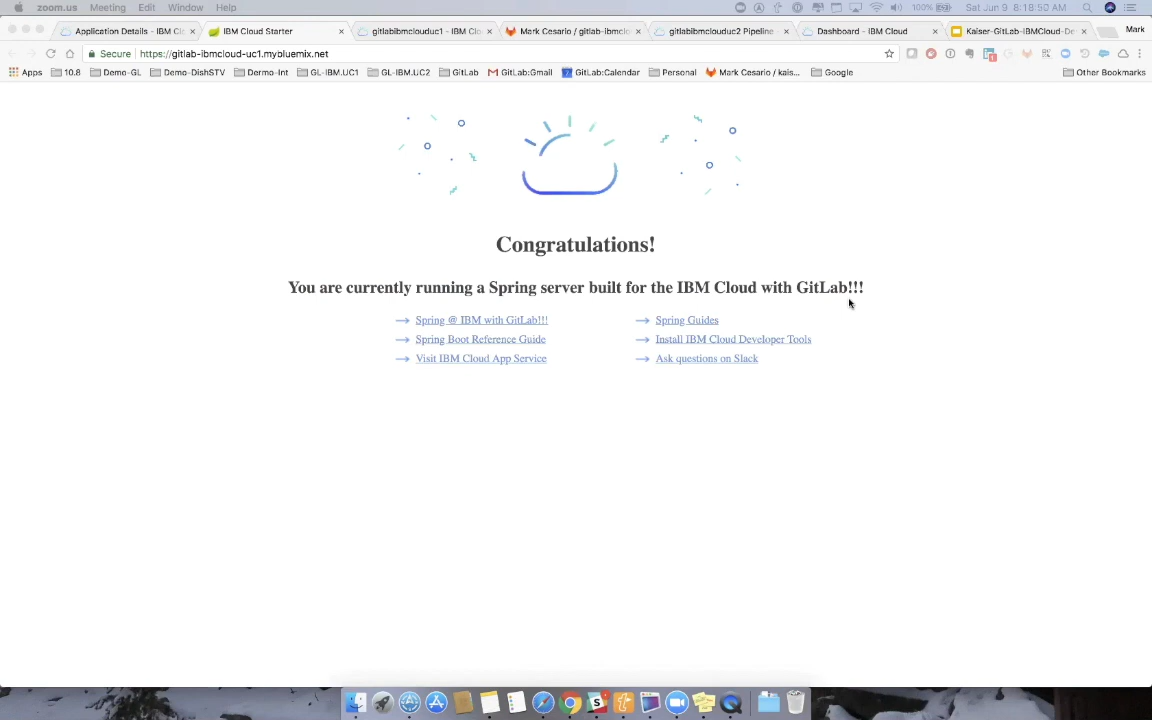 zoom.us Meeting Edit Window Help 100% Sat Jun 9 8:18:50 AM
Application Details - IBM Clo
IBM Cloud Starter
gitlabibmclouduc1 - IBM Clo
Mark Cesario / gitlab-ibmclo
gitlabibmclouduc2 Pipeline -
Dashboard - IBM Cloud
Kaiser-GitLab-IBMCloud-De
Mark
Secure https://gitlab-ibmcloud-uc1.mybluemix.net
Apps 10.8 Demo-GL Demo-DishSTV Dermo-Int GL-IBM.UC1 GL-IBM.UC2 GitLab GitLab:Gmail GitLab:Calendar Personal Mark Cesario / kais... Google Other Bookmarks
Congratulations!
You are currently running a Spring server built for the IBM Cloud with GitLab!!!
Spring @ IBM with GitLab!!!
Spring Boot Reference Guide
Visit IBM Cloud App Service
Spring Guides
Install IBM Cloud Developer Tools
Ask questions on Slack